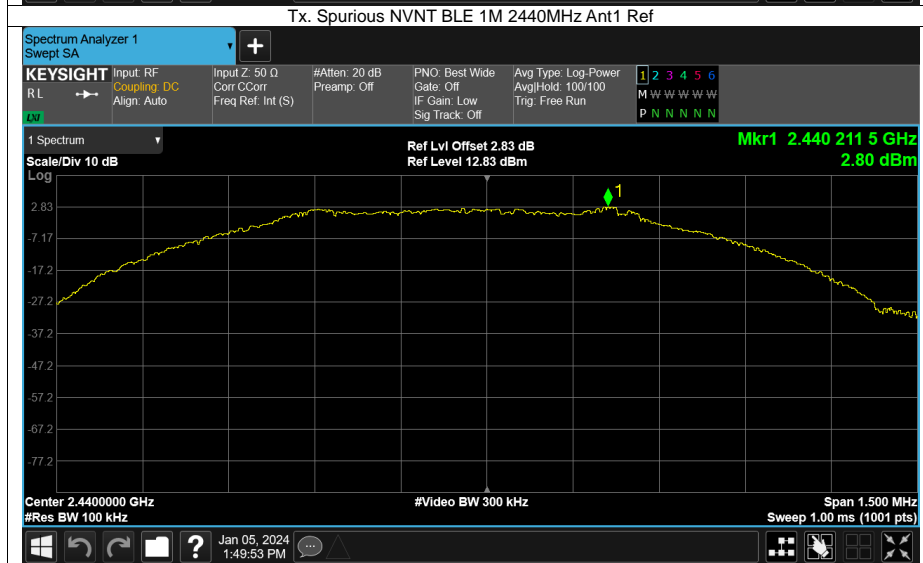 Tx. Spurious NVNT BLE 1M 2440MHz Ant1 Ref
Spectrum Analyzer 1
Swept SA
KEYSIGHT
R L
LXI
Input: RF
Coupling: DC
Align: Auto
Input Z: 50 Ω
Corr CCorr
Freq Ref: Int (S)
#Atten: 20 dB
Preamp: Off
PNO: Best Wide
Gate: Off
IF Gain: Low
Sig Track: Off
Avg Type: Log-Power
Avg|Hold: 100/100
Trig: Free Run
1 2 3 4 5 6
M W W W W W
P N N N N N
1 Spectrum
Scale/Div 10 dB
Ref Lvl Offset 2.83 dB
Ref Level 12.83 dBm
Mkr1 2.440 211 5 GHz
2.80 dBm
Log
1
2.83
-7.17
-17.2
-27.2
-37.2
-47.2
-57.2
-67.2
-77.2
Center 2.4400000 GHz
#Video BW 300 kHz
Span 1.500 MHz
#Res BW 100 kHz
Sweep 1.00 ms (1001 pts)
?
Jan 05, 2024
1:49:53 PM